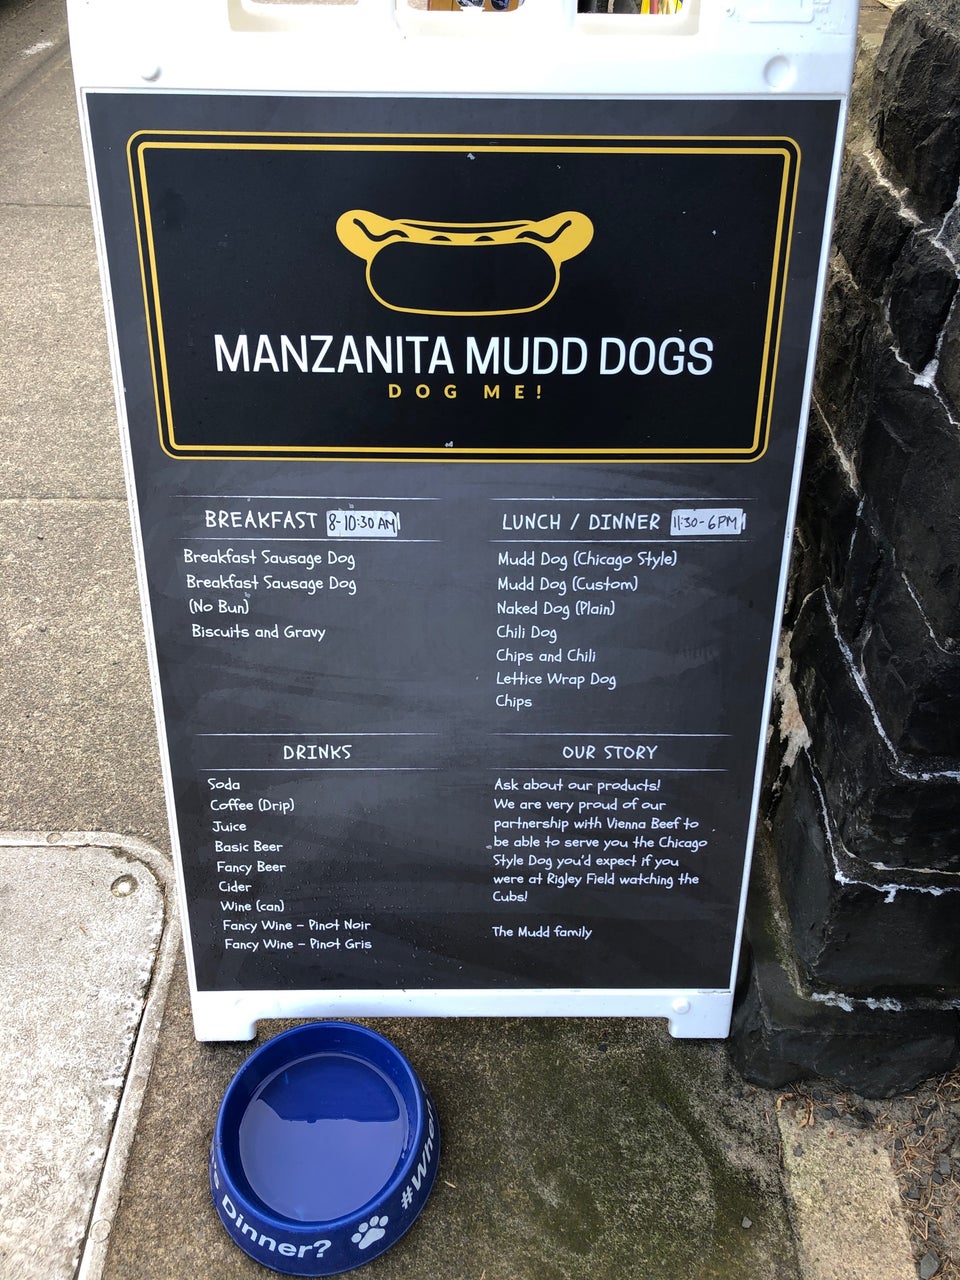 MANZANITA MUDD DOGS
DOG ME!
BREAKFAST 8-10:30 AM
Breakfast Sausage Dog
Breakfast Sausage Dog
(No Bun)
Biscuits and Gravy
LUNCH / DINNER 11:30-6PM
Mudd Dog (Chicago Style)
Mudd Dog (Custom)
Naked Dog (Plain)
Chili Dog
Chips and Chili
Lettice Wrap Dog
Chips
DRINKS
Soda
Coffee (Drip)
Juice
Basic Beer
Fancy Beer
Cider
Wine (can)
Fancy Wine - Pinot Noir
Fancy Wine - Pinot Gris
OUR STORY
Ask about our products!
We are very proud of our
partnership with Vienna Beef to
be able to serve you the Chicago
Style Dog you'd expect if you
were at Rigley Field watching the
Cubs!
The Mudd family
Dinner?